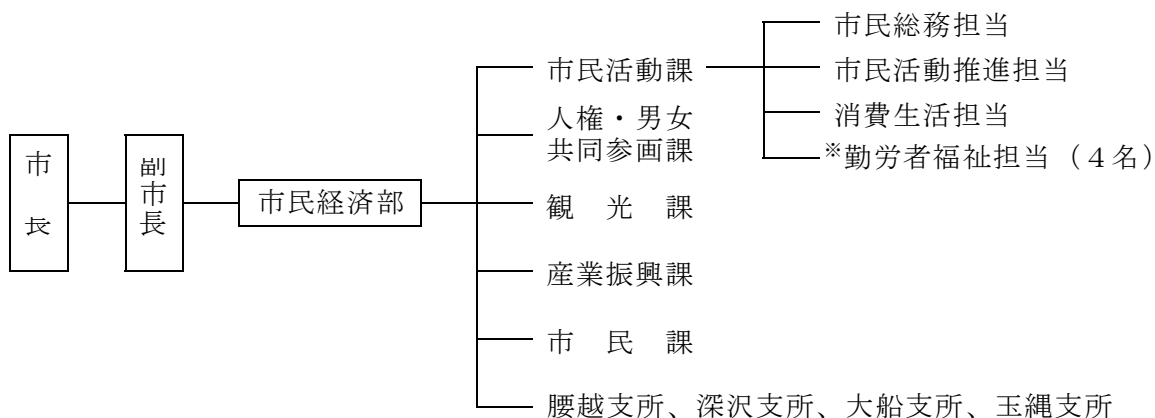 市長
副市長
市民経済部
市民活動課
人権・男女
共同参画課
観光課
産業振興課
市民課
腰越支所、深沢支所、大船支所、玉縄支所
市民総務担当
市民活動推進担当
消費生活担当
※勤労者福祉担当（４名）